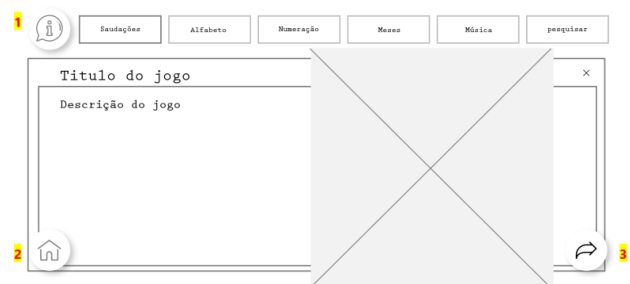 1
Saudações
Alfabeto
Numeração
Meses
Música
pesquisar
Titulo do jogo
Descrição do jogo
2
3